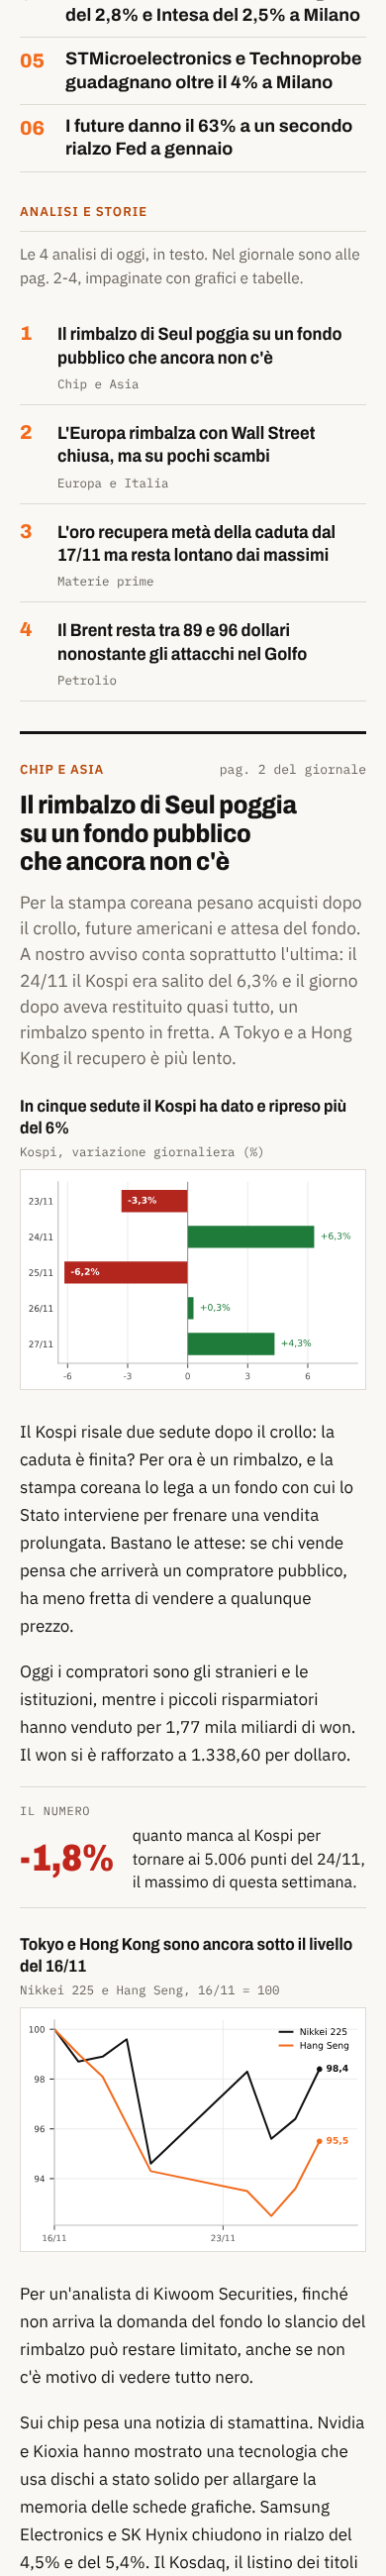 del 2,8% e Intesa del 2,5% a Milano
05
STMicroelectronics e Technoprobe
guadagnano oltre il 4% a Milano
06
I future danno il 63% a un secondo
rialzo Fed a gennaio
ANALISI E STORIE
Le 4 analisi di oggi, in testo. Nel giornale sono alle
pag. 2-4, impaginate con grafici e tabelle.
1
Il rimbalzo di Seul poggia su un fondo
pubblico che ancora non c'è
Chip e Asia
2
L'Europa rimbalza con Wall Street
chiusa, ma su pochi scambi
Europa e Italia
3
L'oro recupera metà della caduta dal
17/11 ma resta lontano dai massimi
Materie prime
4
Il Brent resta tra 89 e 96 dollari
nonostante gli attacchi nel Golfo
Petrolio
CHIP E ASIA
pag. 2 del giornale
Il rimbalzo di Seul poggia
su un fondo pubblico
che ancora non c'è
Per la stampa coreana pesano acquisti dopo
il crollo, future americani e attesa del fondo.
A nostro avviso conta soprattutto l'ultima: il
24/11 il Kospi era salito del 6,3% e il giorno
dopo aveva restituito quasi tutto, un
rimbalzo spento in fretta. A Tokyo e a Hong
Kong il recupero è più lento.
In cinque sedute il Kospi ha dato e ripreso più
del 6%
Kospi, variazione giornaliera (%)
23/11
-3,3%
24/11
+6,3%
25/11
-6,2%
26/11
+0,3%
27/11
+4,3%
-6
-3
0
3
6
Il Kospi risale due sedute dopo il crollo: la
caduta è finita? Per ora è un rimbalzo, e la
stampa coreana lo lega a un fondo con cui lo
Stato interviene per frenare una vendita
prolungata. Bastano le attese: se chi vende
pensa che arriverà un compratore pubblico,
ha meno fretta di vendere a qualunque
prezzo.
Oggi i compratori sono gli stranieri e le
istituzioni, mentre i piccoli risparmiatori
hanno venduto per 1,77 mila miliardi di won.
Il won si è rafforzato a 1.338,60 per dollaro.
IL NUMERO
-1,8%
quanto manca al Kospi per
tornare ai 5.006 punti del 24/11,
il massimo di questa settimana.
Tokyo e Hong Kong sono ancora sotto il livello
del 16/11
Nikkei 225 e Hang Seng, 16/11 = 100
100
98
96
94
Nikkei 225
Hang Seng
98,4
95,5
16/11
23/11
Per un'analista di Kiwoom Securities, finché
non arriva la domanda del fondo lo slancio del
rimbalzo può restare limitato, anche se non
c'è motivo di vedere tutto nero.
Sui chip pesa una notizia di stamattina. Nvidia
e Kioxia hanno mostrato una tecnologia che
usa dischi a stato solido per allargare la
memoria delle schede grafiche. Samsung
Electronics e SK Hynix chiudono in rialzo del
4,5% e del 5,4%. Il Kosdaq, il listino dei titoli